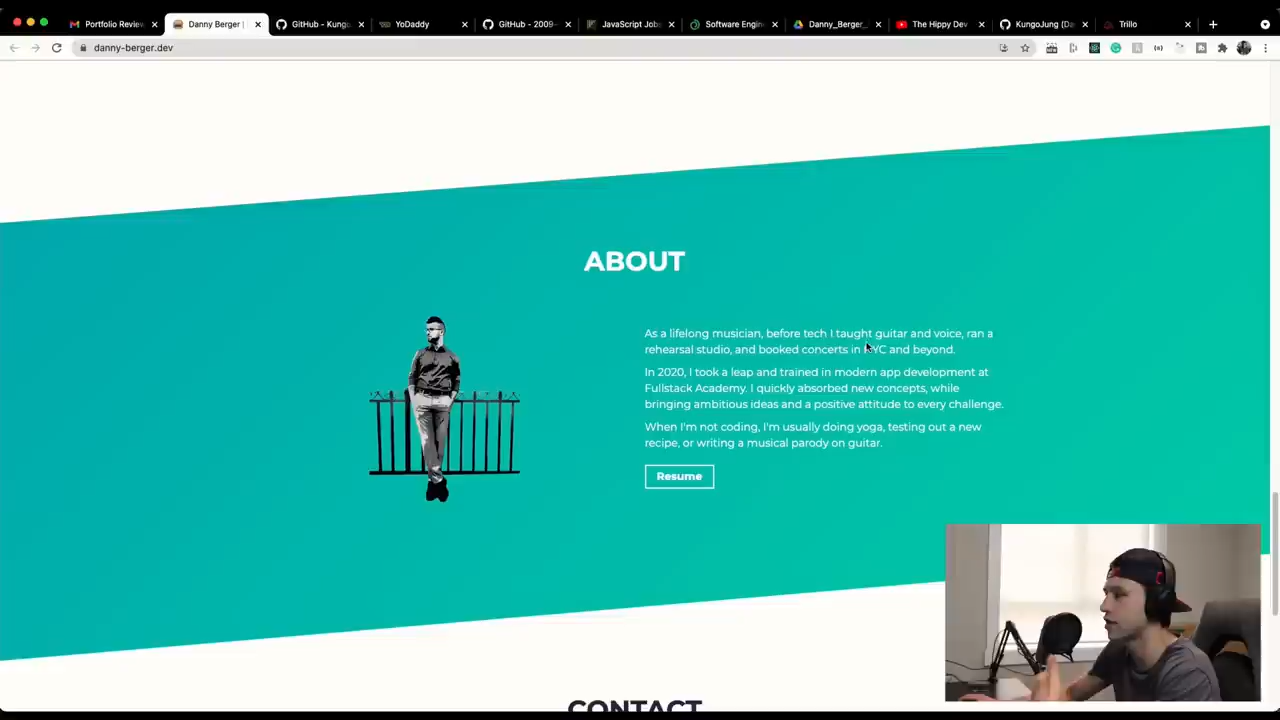 Portfolio Review
Danny Berger |
GitHub - Kungo
YoDaddy
GitHub - 2009-
JavaScript Jobs
Software Engin
Danny_Berger_
The Hippy Dev
KungoJung (Da
Trillo
danny-berger.dev
ABOUT
As a lifelong musician, before tech I taught guitar and voice, ran a
rehearsal studio, and booked concerts in NYC and beyond.
In 2020, I took a leap and trained in modern app development at
Fullstack Academy. I quickly absorbed new concepts, while
bringing ambitious ideas and a positive attitude to every challenge.
When I'm not coding, I'm usually doing yoga, testing out a new
recipe, or writing a musical parody on guitar.
Resume
CONTACT